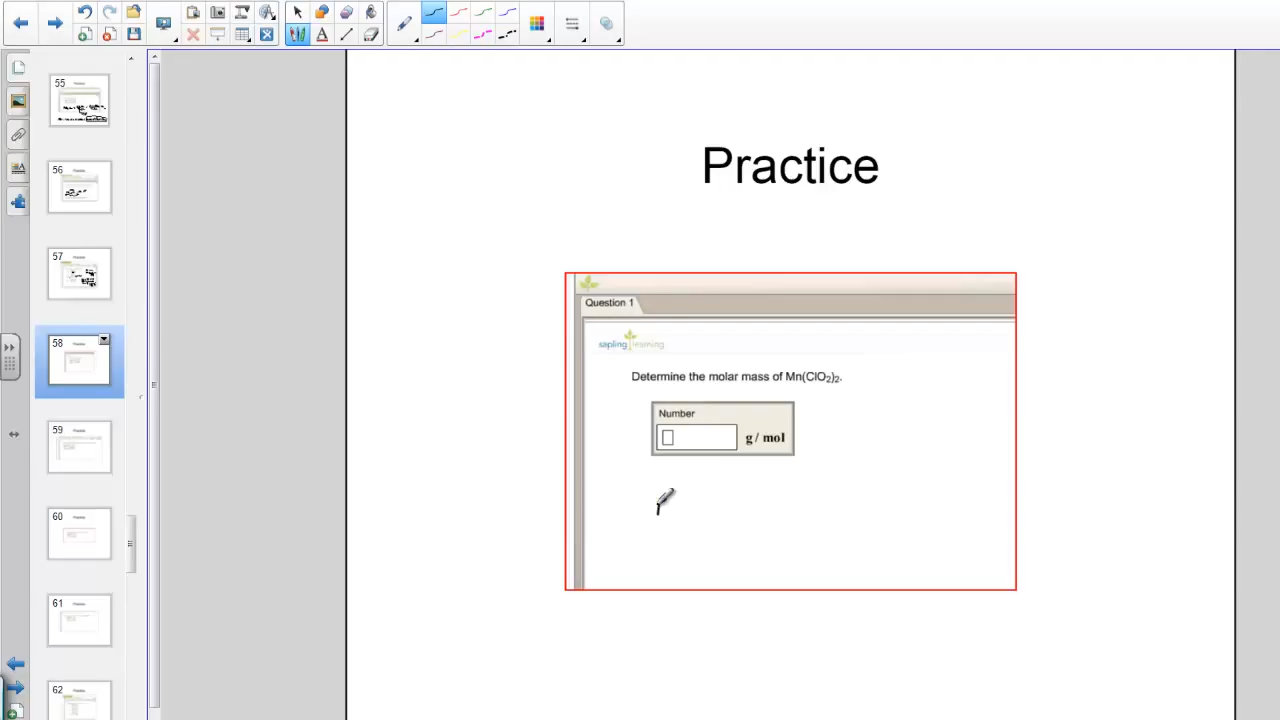 55
56
57
58
59
60
61
62
Practice
Question 1
sapling learning
Determine the molar mass of Mn(ClO₂)₂.
Number
g / mol